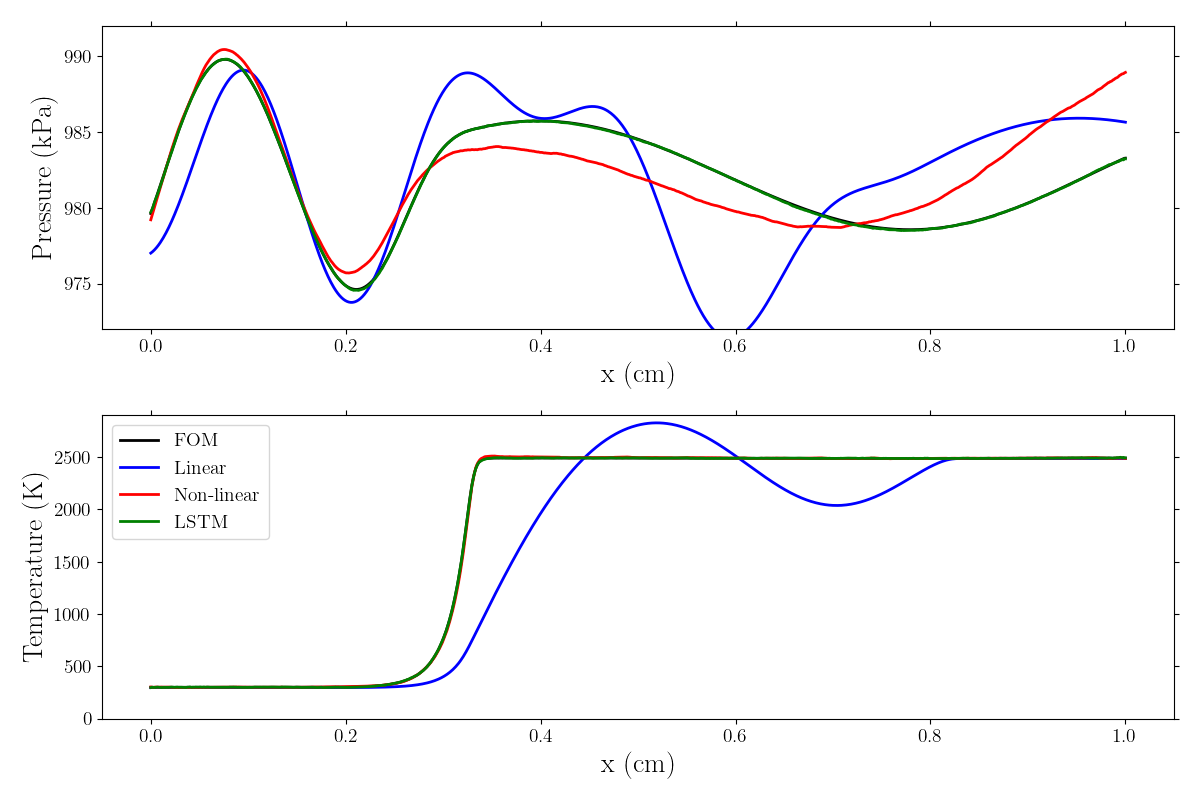 990
985
980
975
Pressure (kPa)
0.0 0.2 0.4 0.6 0.8 1.0
x (cm)
FOM
Linear
Non-linear
LSTM
2500
2000
1500
1000
500
0
Temperature (K)
0.0 0.2 0.4 0.6 0.8 1.0
x (cm)